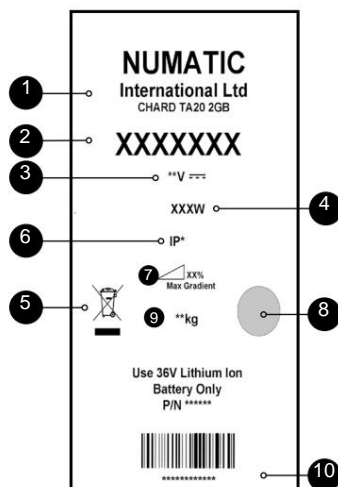 NUMATIC
International Ltd
CHARD TA20 2GB
1
2
XXXXXXX
3
**V
XXXW
4
6
IP*
7
XX%
Max Gradient
5
9
**kg
8
Use 36V Lithium Ion
Battery Only
P/N ******
10
************